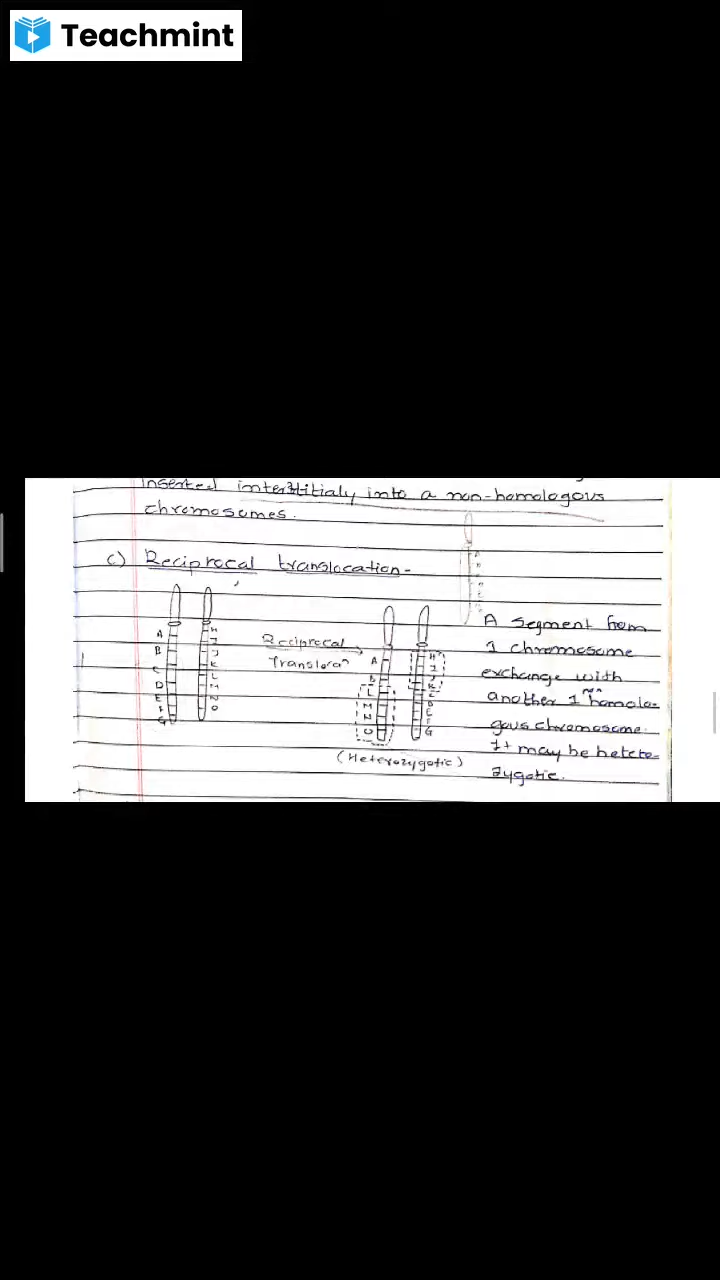 Teachmint
inserted interstitialy into a non-homologous
chromosomes.
c) Reciprocal translocation-
A segment from
1 chromosome
exchange with
another 1 non homolo-
gous chromosome.
It may be hetero-
zygotic.
Reciprocal
Translocan
A
B
C
D
E
F
G
H
I
J
K
L
M
N
O
A
B
L
M
N
O
H
I
J
K
C
D
E
F
G
(Heterozygotic)